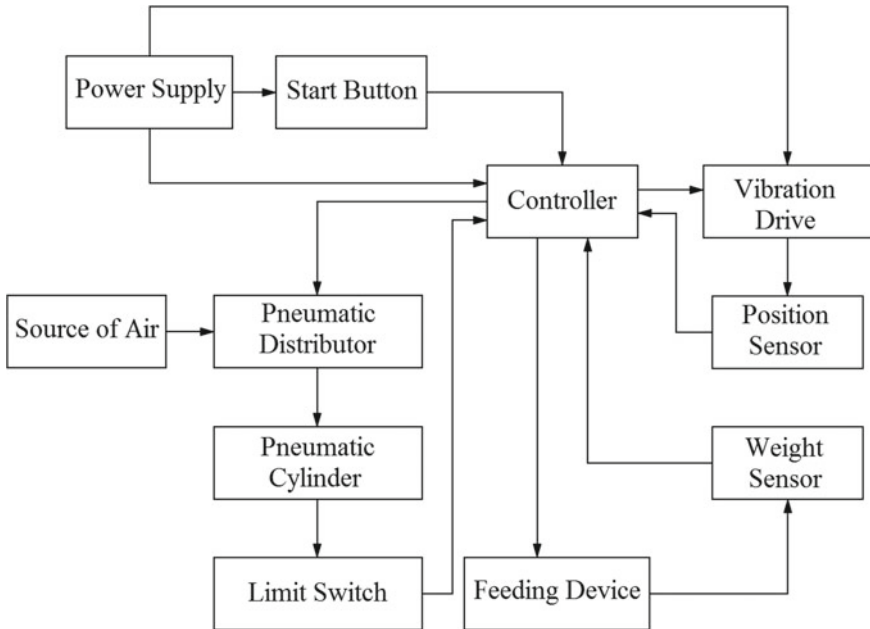 Power Supply
Start Button
Controller
Vibration
Drive
Source of Air
Pneumatic
Distributor
Position
Sensor
Pneumatic
Cylinder
Weight
Sensor
Limit Switch
Feeding Device